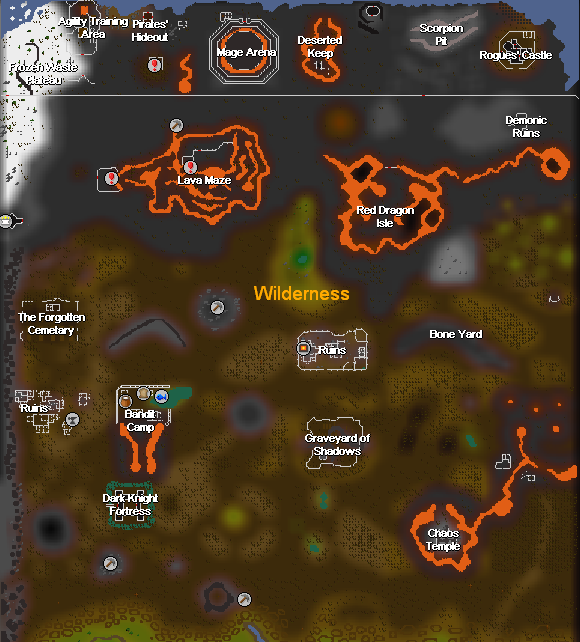 Agility Training
Area
Pirates'
Hideout
Mage Arena
Deserted
Keep
Scorpion
Pit
Rogues' Castle
Frozen Waste
Plateau
Demonic
Ruins
Lava Maze
Red Dragon
Isle
Wilderness
The Forgotten
Cemetary
Ruins
Bone Yard
Ruins
Bandit
Camp
Graveyard of
Shadows
Dark Knight
Fortress
Chaos
Temple